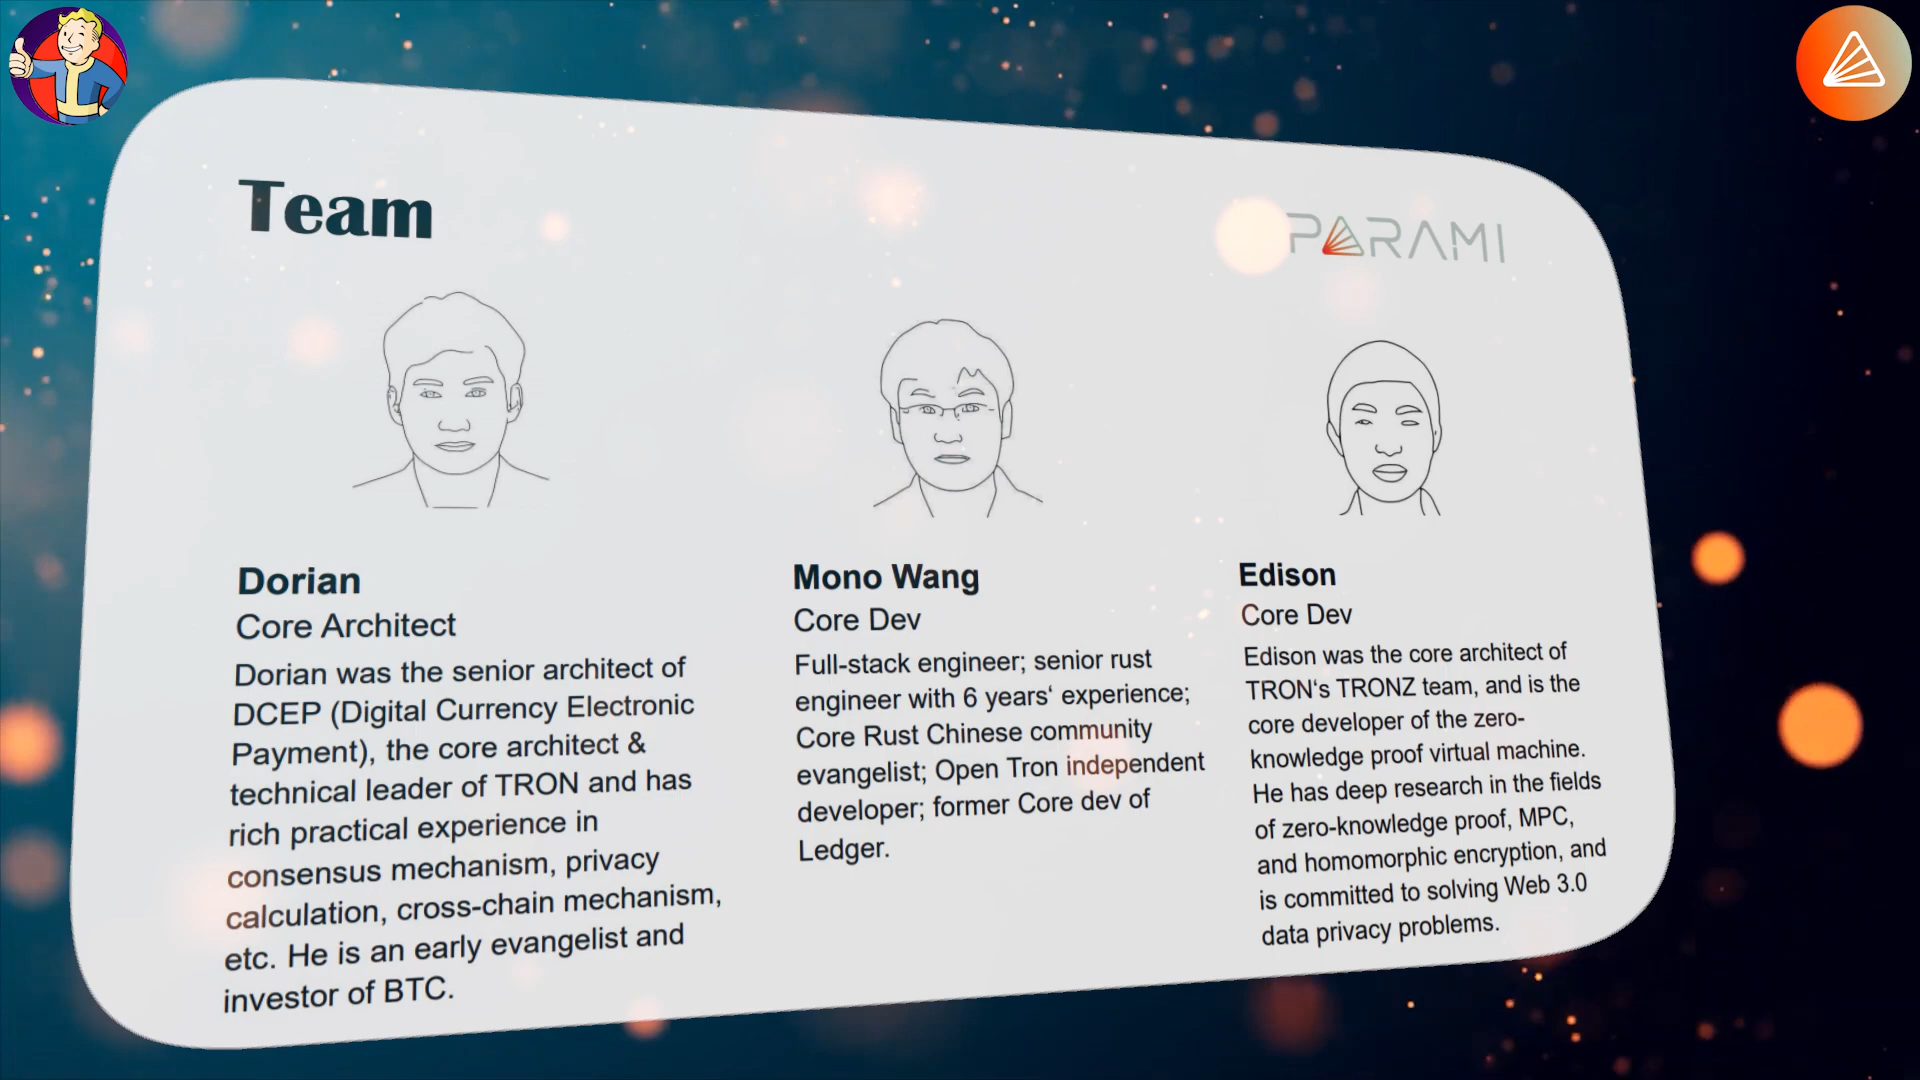 Team
PARAMI
Dorian
Core Architect
Dorian was the senior architect of
DCEP (Digital Currency Electronic
Payment), the core architect &
technical leader of TRON and has
rich practical experience in
consensus mechanism, privacy
calculation, cross-chain mechanism,
etc. He is an early evangelist and
investor of BTC.
Mono Wang
Core Dev
Full-stack engineer; senior rust
engineer with 6 years‘ experience;
Core Rust Chinese community
evangelist; Open Tron independent
developer; former Core dev of
Ledger.
Edison
Core Dev
Edison was the core architect of
TRON‘s TRONZ team, and is the
core developer of the zero-
knowledge proof virtual machine.
He has deep research in the fields
of zero-knowledge proof, MPC,
and homomorphic encryption, and
is committed to solving Web 3.0
data privacy problems.